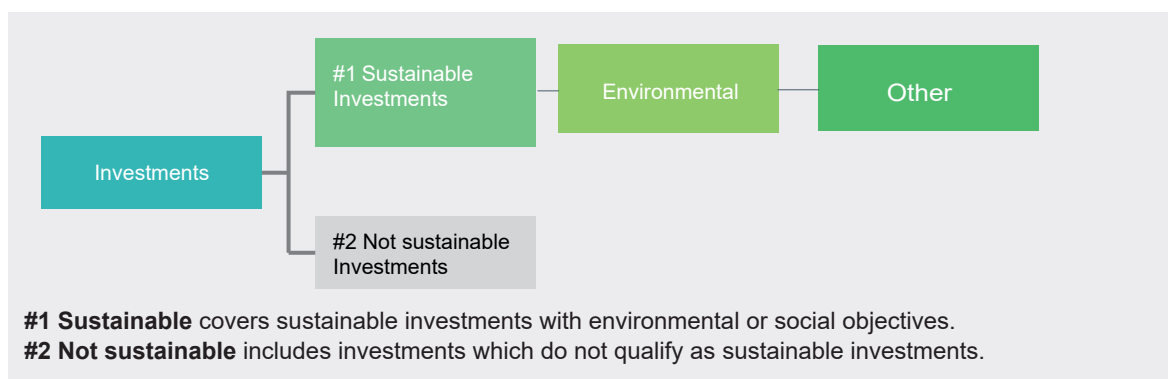 #1 Sustainable
Investments
Environmental
Other
Investments
#2 Not sustainable
Investments
#1 Sustainable covers sustainable investments with environmental or social objectives.
#2 Not sustainable includes investments which do not qualify as sustainable investments.